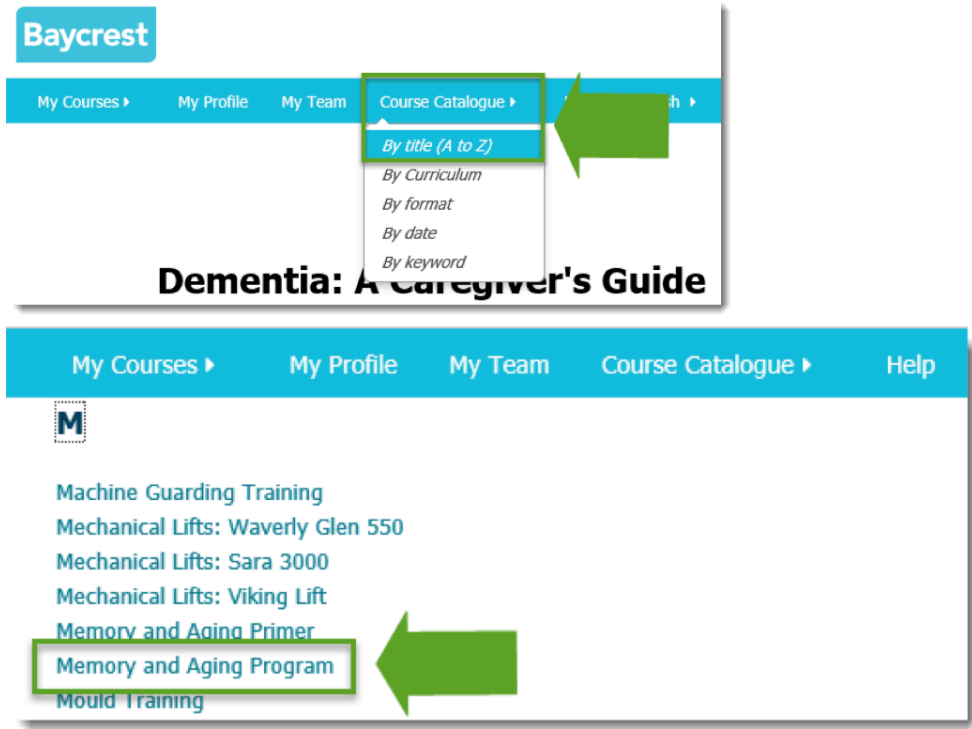 Baycrest
My Courses My Profile My Team Course Catalogue
By title (A to Z)
By Curriculum
By format
By date
By keyword
Dementia: A Caregiver's Guide
My Courses My Profile My Team Course Catalogue Help
M
Machine Guarding Training
Mechanical Lifts: Waverly Glen 550
Mechanical Lifts: Sara 3000
Mechanical Lifts: Viking Lift
Memory and Aging Primer
Memory and Aging Program
Mould Training